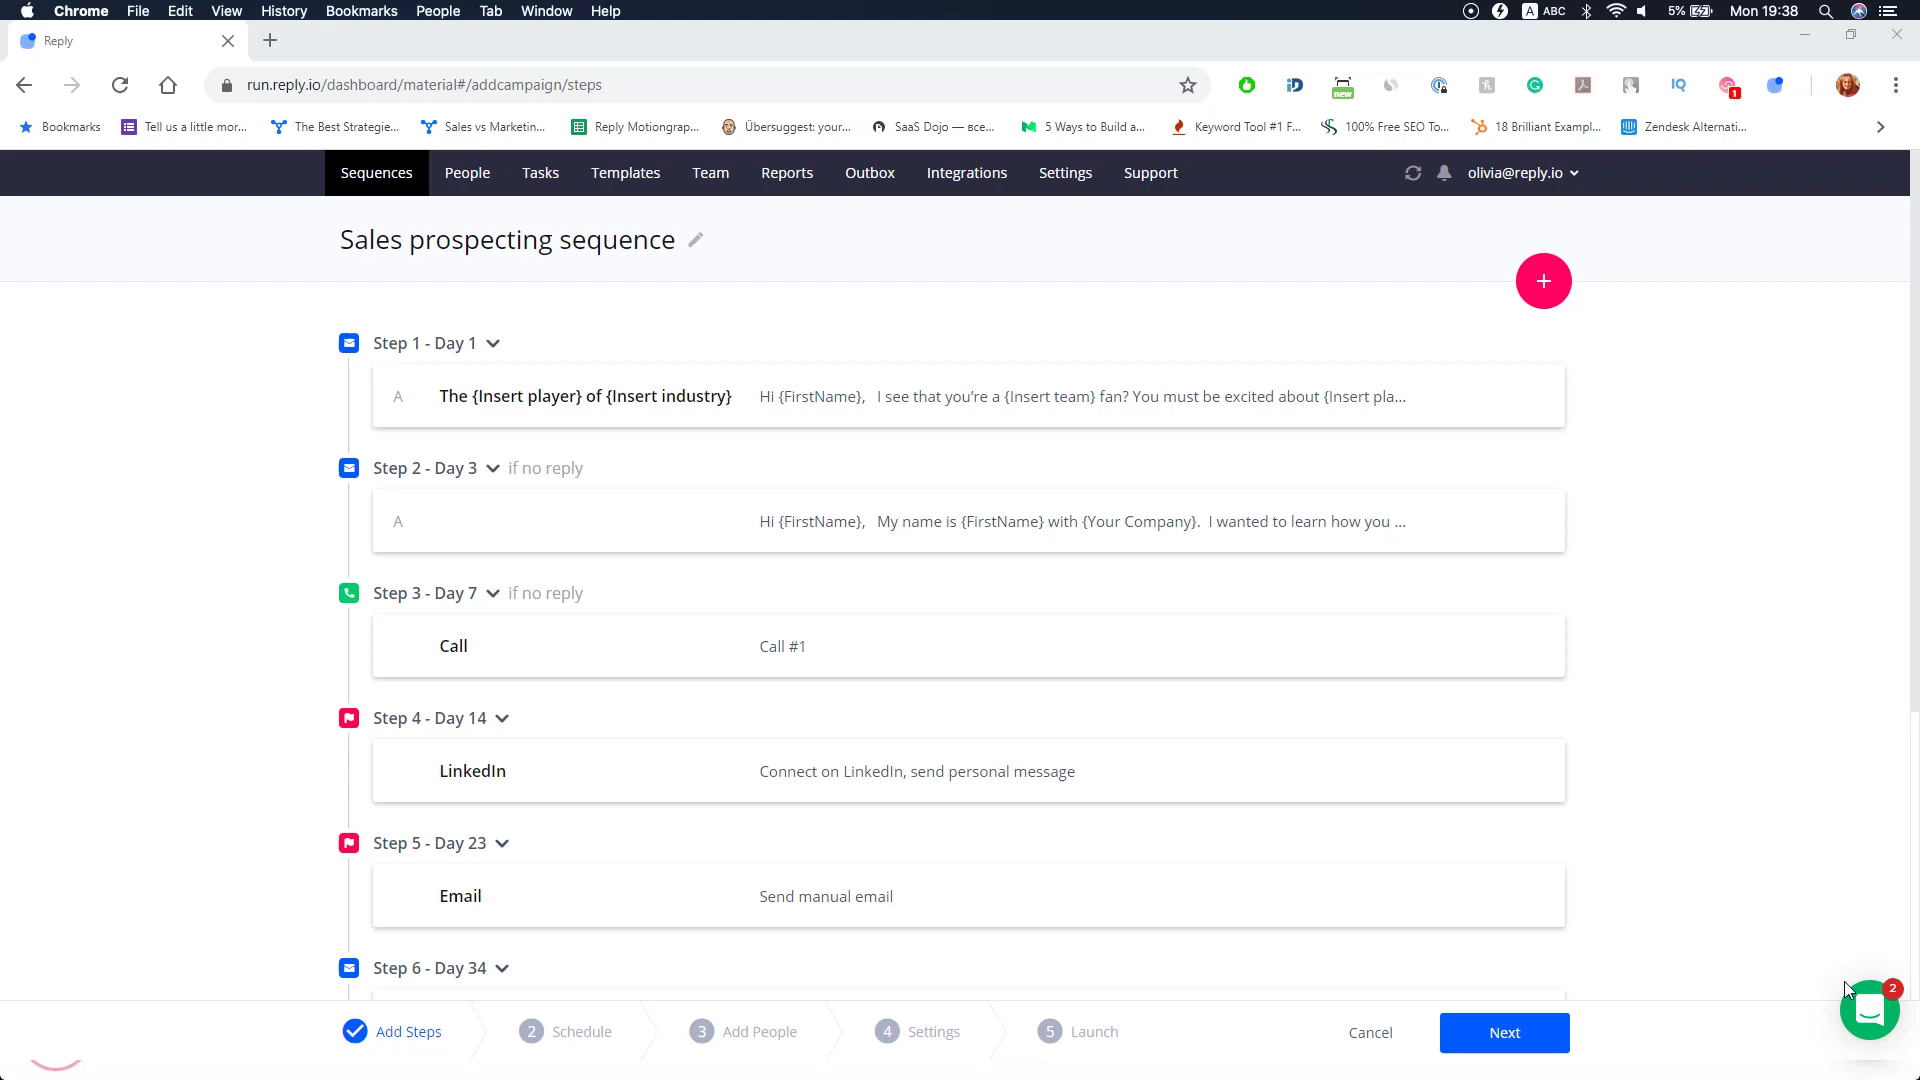 Chrome File Edit View History Bookmarks People Tab Window Help A ABC 5% Mon 19:38
Reply
run.reply.io/dashboard/material#/addcampaign/steps new IQ 1
Bookmarks Tell us a little mor... The Best Strategie... Sales vs Marketin... Reply Motiongrap... Übersuggest: your... SaaS Dojo — все... 5 Ways to Build a... Keyword Tool #1 F... 100% Free SEO To... 18 Brilliant Exampl... Zendesk Alternati...
Sequences People Tasks Templates Team Reports Outbox Integrations Settings Support olivia@reply.io
Sales prospecting sequence
+
Step 1 - Day 1
A The {Insert player} of {Insert industry} Hi {FirstName}, I see that you’re a {Insert team} fan? You must be excited about {Insert pla...
Step 2 - Day 3 if no reply
A Hi {FirstName}, My name is {FirstName} with {Your Company}. I wanted to learn how you ...
Step 3 - Day 7 if no reply
Call Call #1
Step 4 - Day 14
LinkedIn Connect on LinkedIn, send personal message
Step 5 - Day 23
Email Send manual email
Step 6 - Day 34
2
Add Steps 2 Schedule 3 Add People 4 Settings 5 Launch Cancel Next